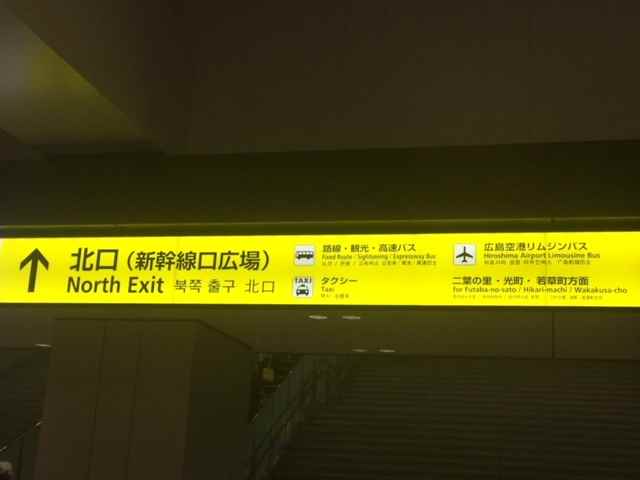 北口（新幹線口広場）
North Exit 북쪽 출구 北口
路線・観光・高速バス
Fixed Route / Sightseeing / Expressway Bus
TAXI
タクシー
Taxi
広島空港リムジンバス
Hiroshima Airport Limousine Bus
二葉の里・光町・若草町方面
for Futaba-no-sato / Hikari-machi / Wakakusa-cho